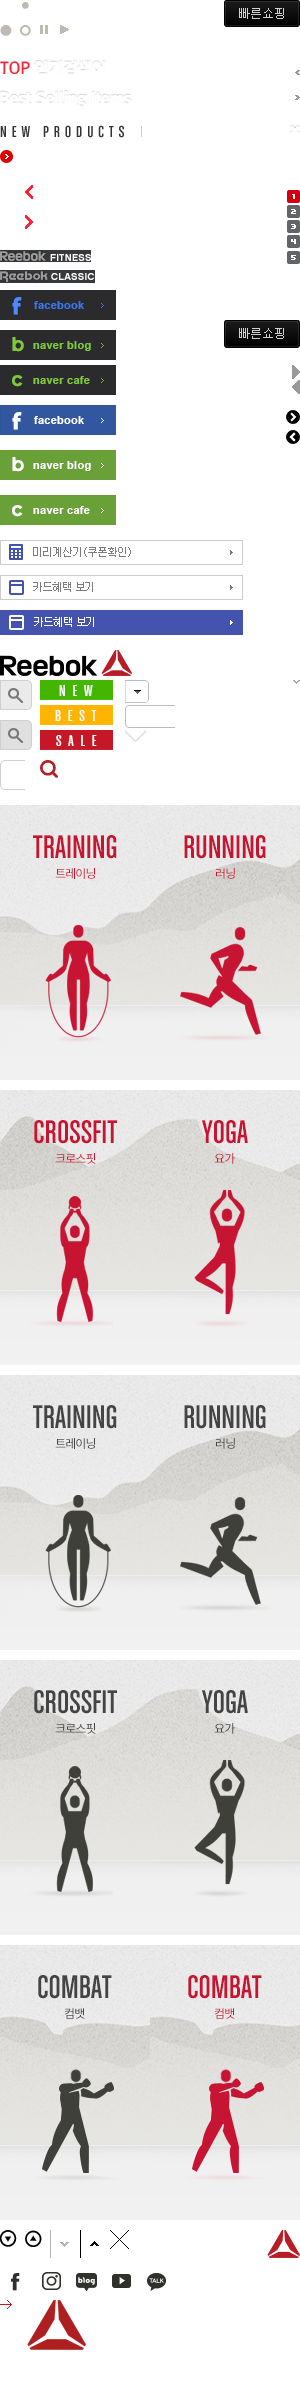 빠른쇼핑
TOP 인기검색어
Best Selling Items
NEW PRODUCTS
1
2
3
4
5
Reebok FITNESS
Reebok CLASSIC
facebook
naver blog
naver cafe
빠른쇼핑
facebook
naver blog
naver cafe
미리계산기(쿠폰확인)
카드혜택 보기
카드혜택 보기
Reebok
NEW
BEST
SALE
TRAINING RUNNING
트레이닝 러닝
CROSSFIT YOGA
크로스핏 요가
TRAINING RUNNING
트레이닝 러닝
CROSSFIT YOGA
크로스핏 요가
COMBAT COMBAT
컴뱃 컴뱃
blog TALK